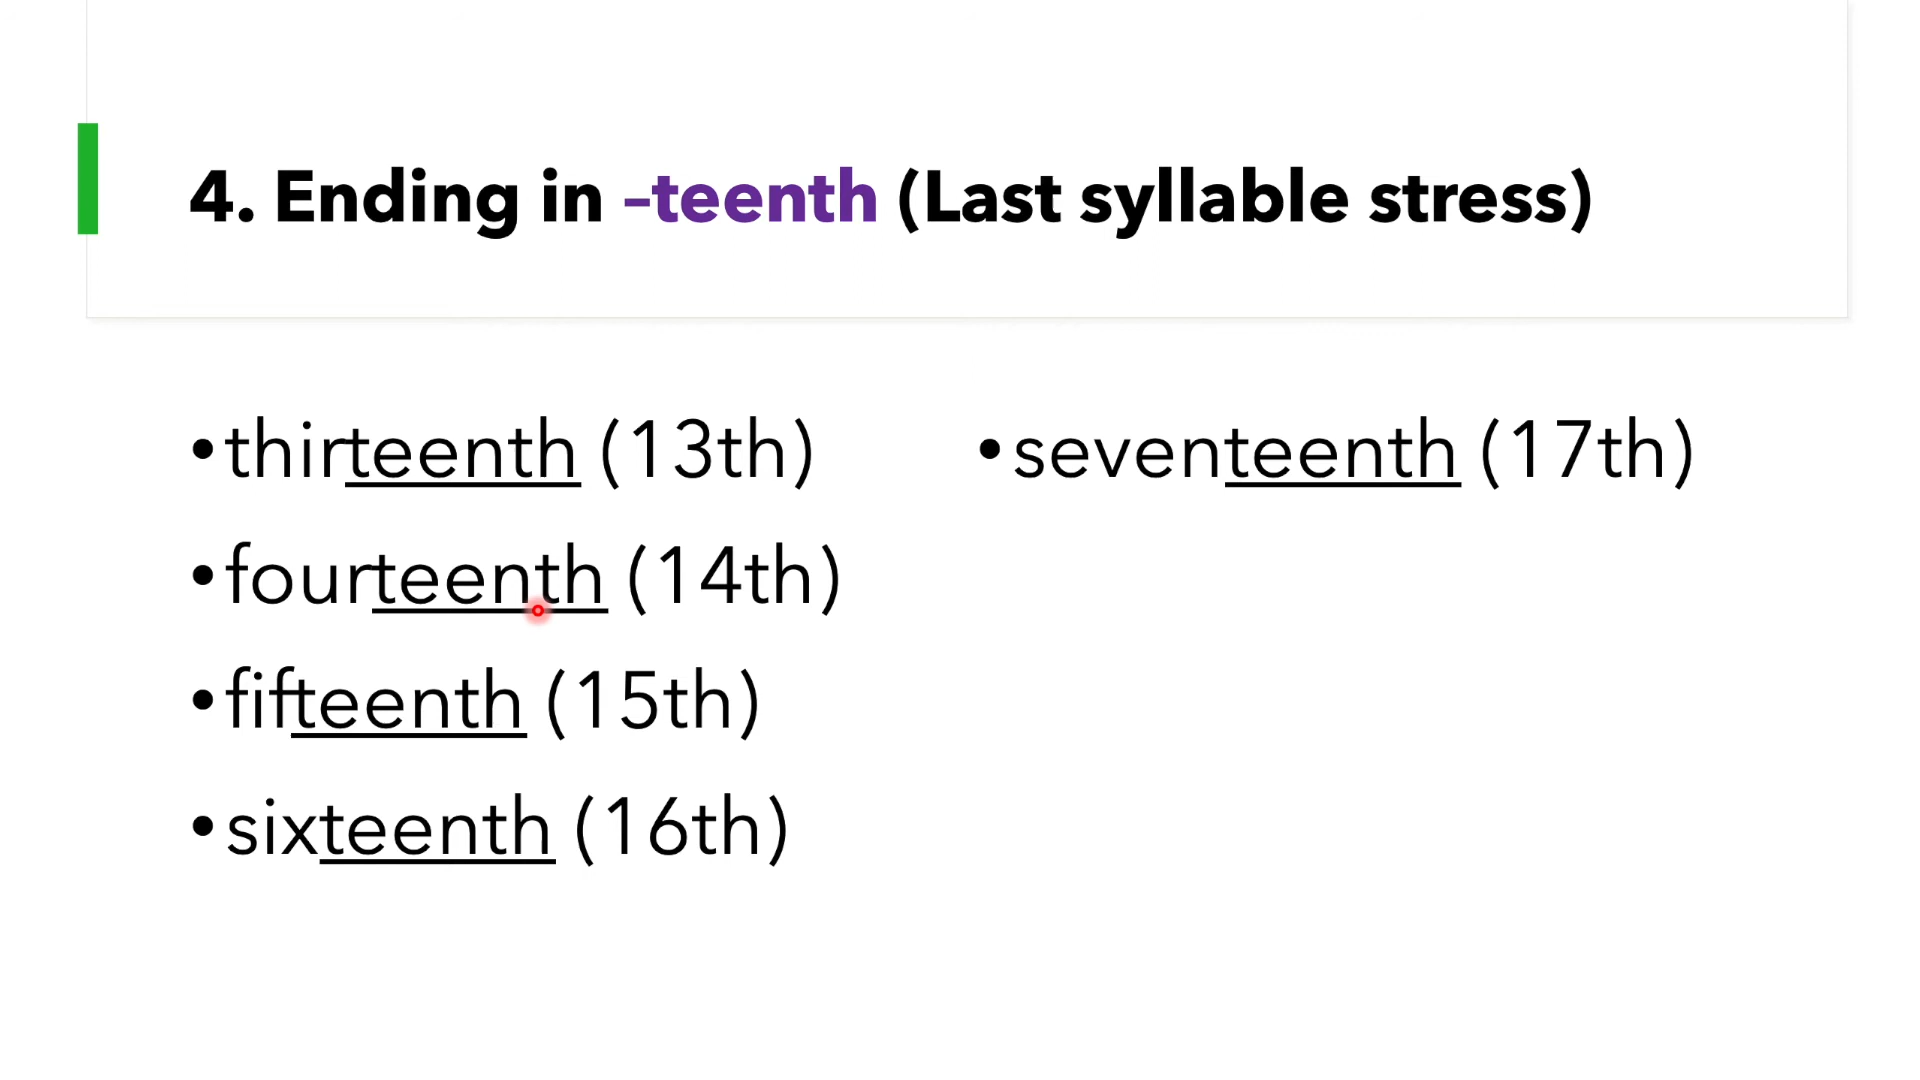 4. Ending in –teenth (Last syllable stress)
•thirteenth (13th)
•fourteenth (14th)
•fifteenth (15th)
•sixteenth (16th)
•seventeenth (17th)